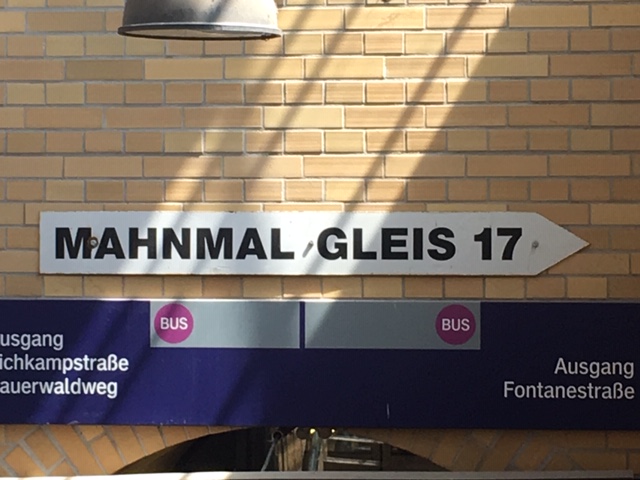 MAHNMAL GLEIS 17
BUS
BUS
usgang
ichkampstraße
auerwaldweg
Ausgang
Fontanestraße